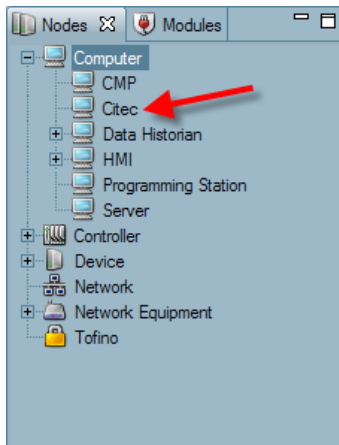 Nodes Modules
Computer
CMP
Citec
Data Historian
HMI
Programming Station
Server
Controller
Device
Network
Network Equipment
Tofino